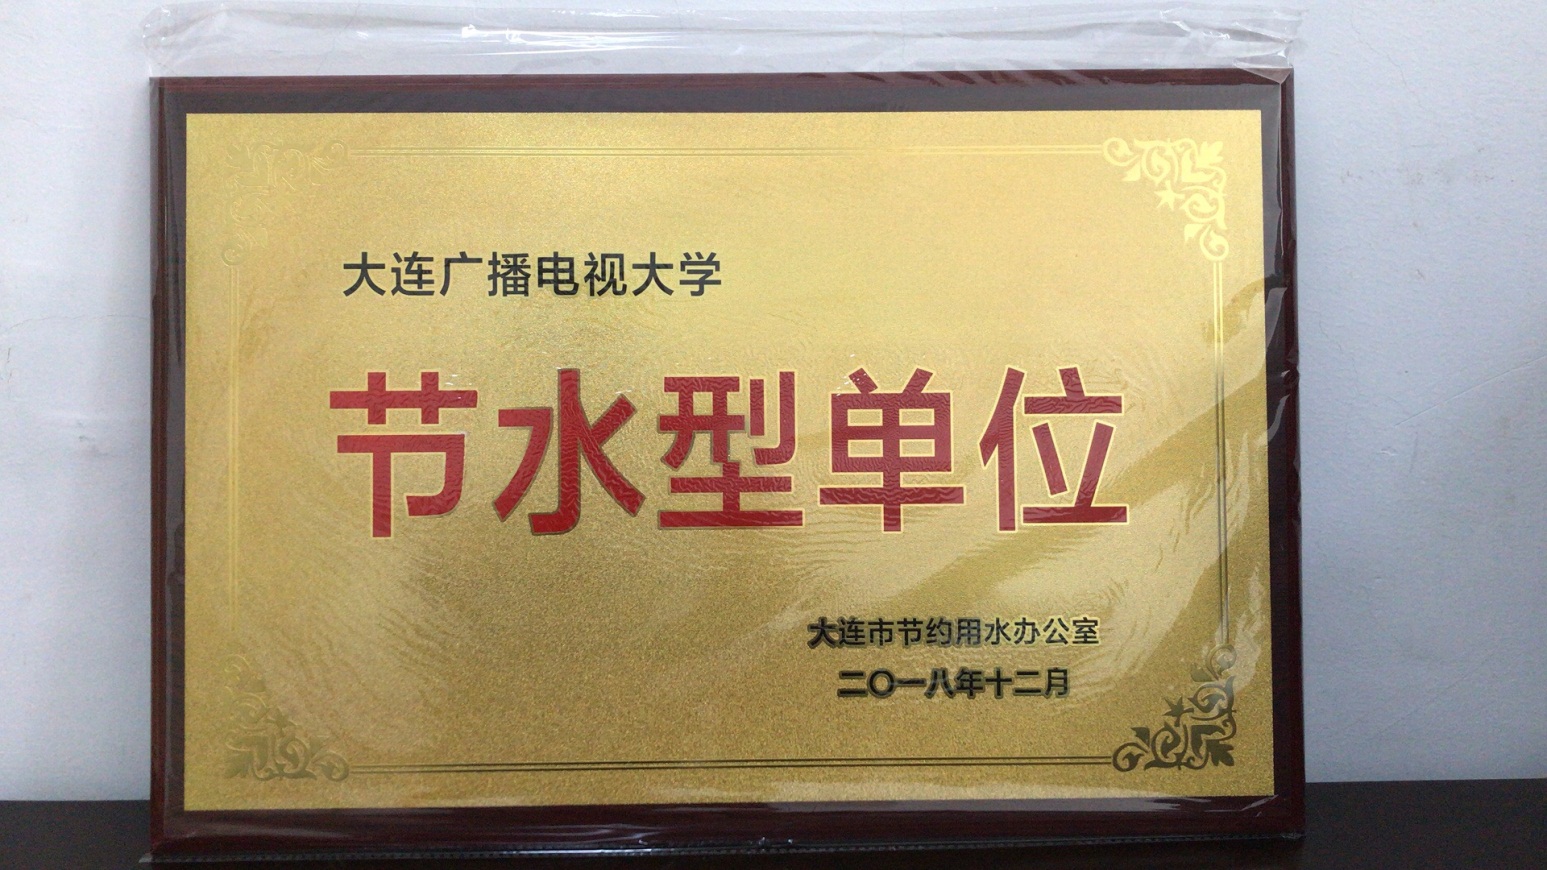 大连广播电视大学
节水型单位
大连市节约用水办公室
二〇一八年十二月